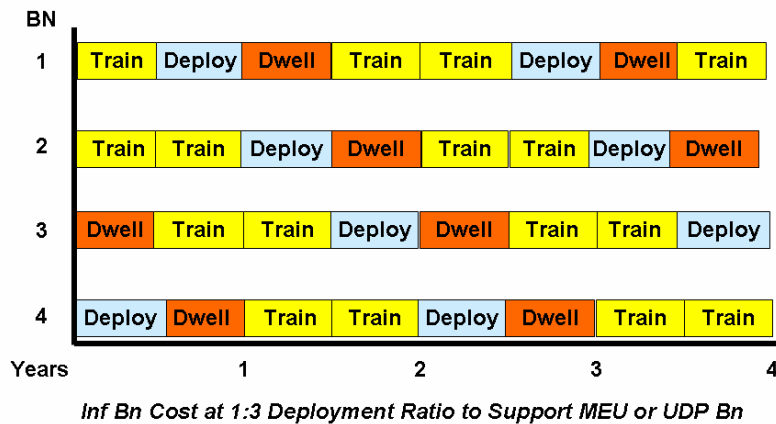 BN
1 Train Deploy Dwell Train Train Deploy Dwell Train
2 Train Train Deploy Dwell Train Train Deploy Dwell
3 Dwell Train Train Deploy Dwell Train Train Deploy
4 Deploy Dwell Train Train Deploy Dwell Train Train
Years 1 2 3 4
Inf Bn Cost at 1:3 Deployment Ratio to Support MEU or UDP Bn